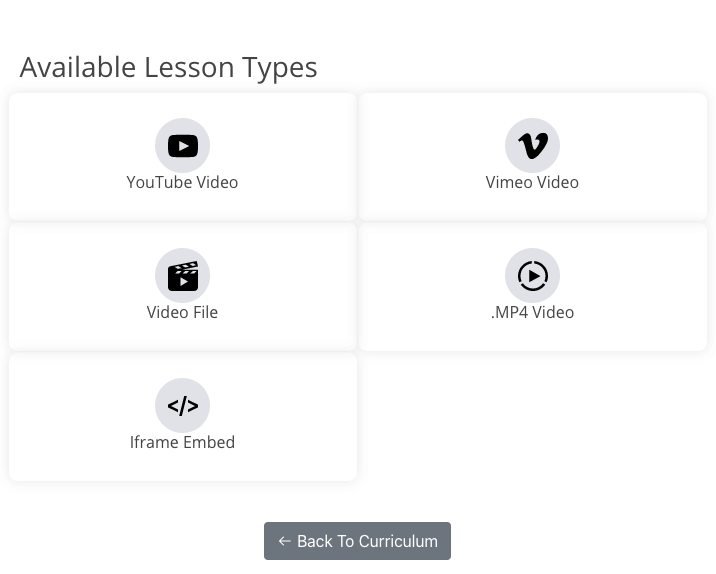 Available Lesson Types
YouTube Video
Vimeo Video
Video File
.MP4 Video
Iframe Embed
← Back To Curriculum